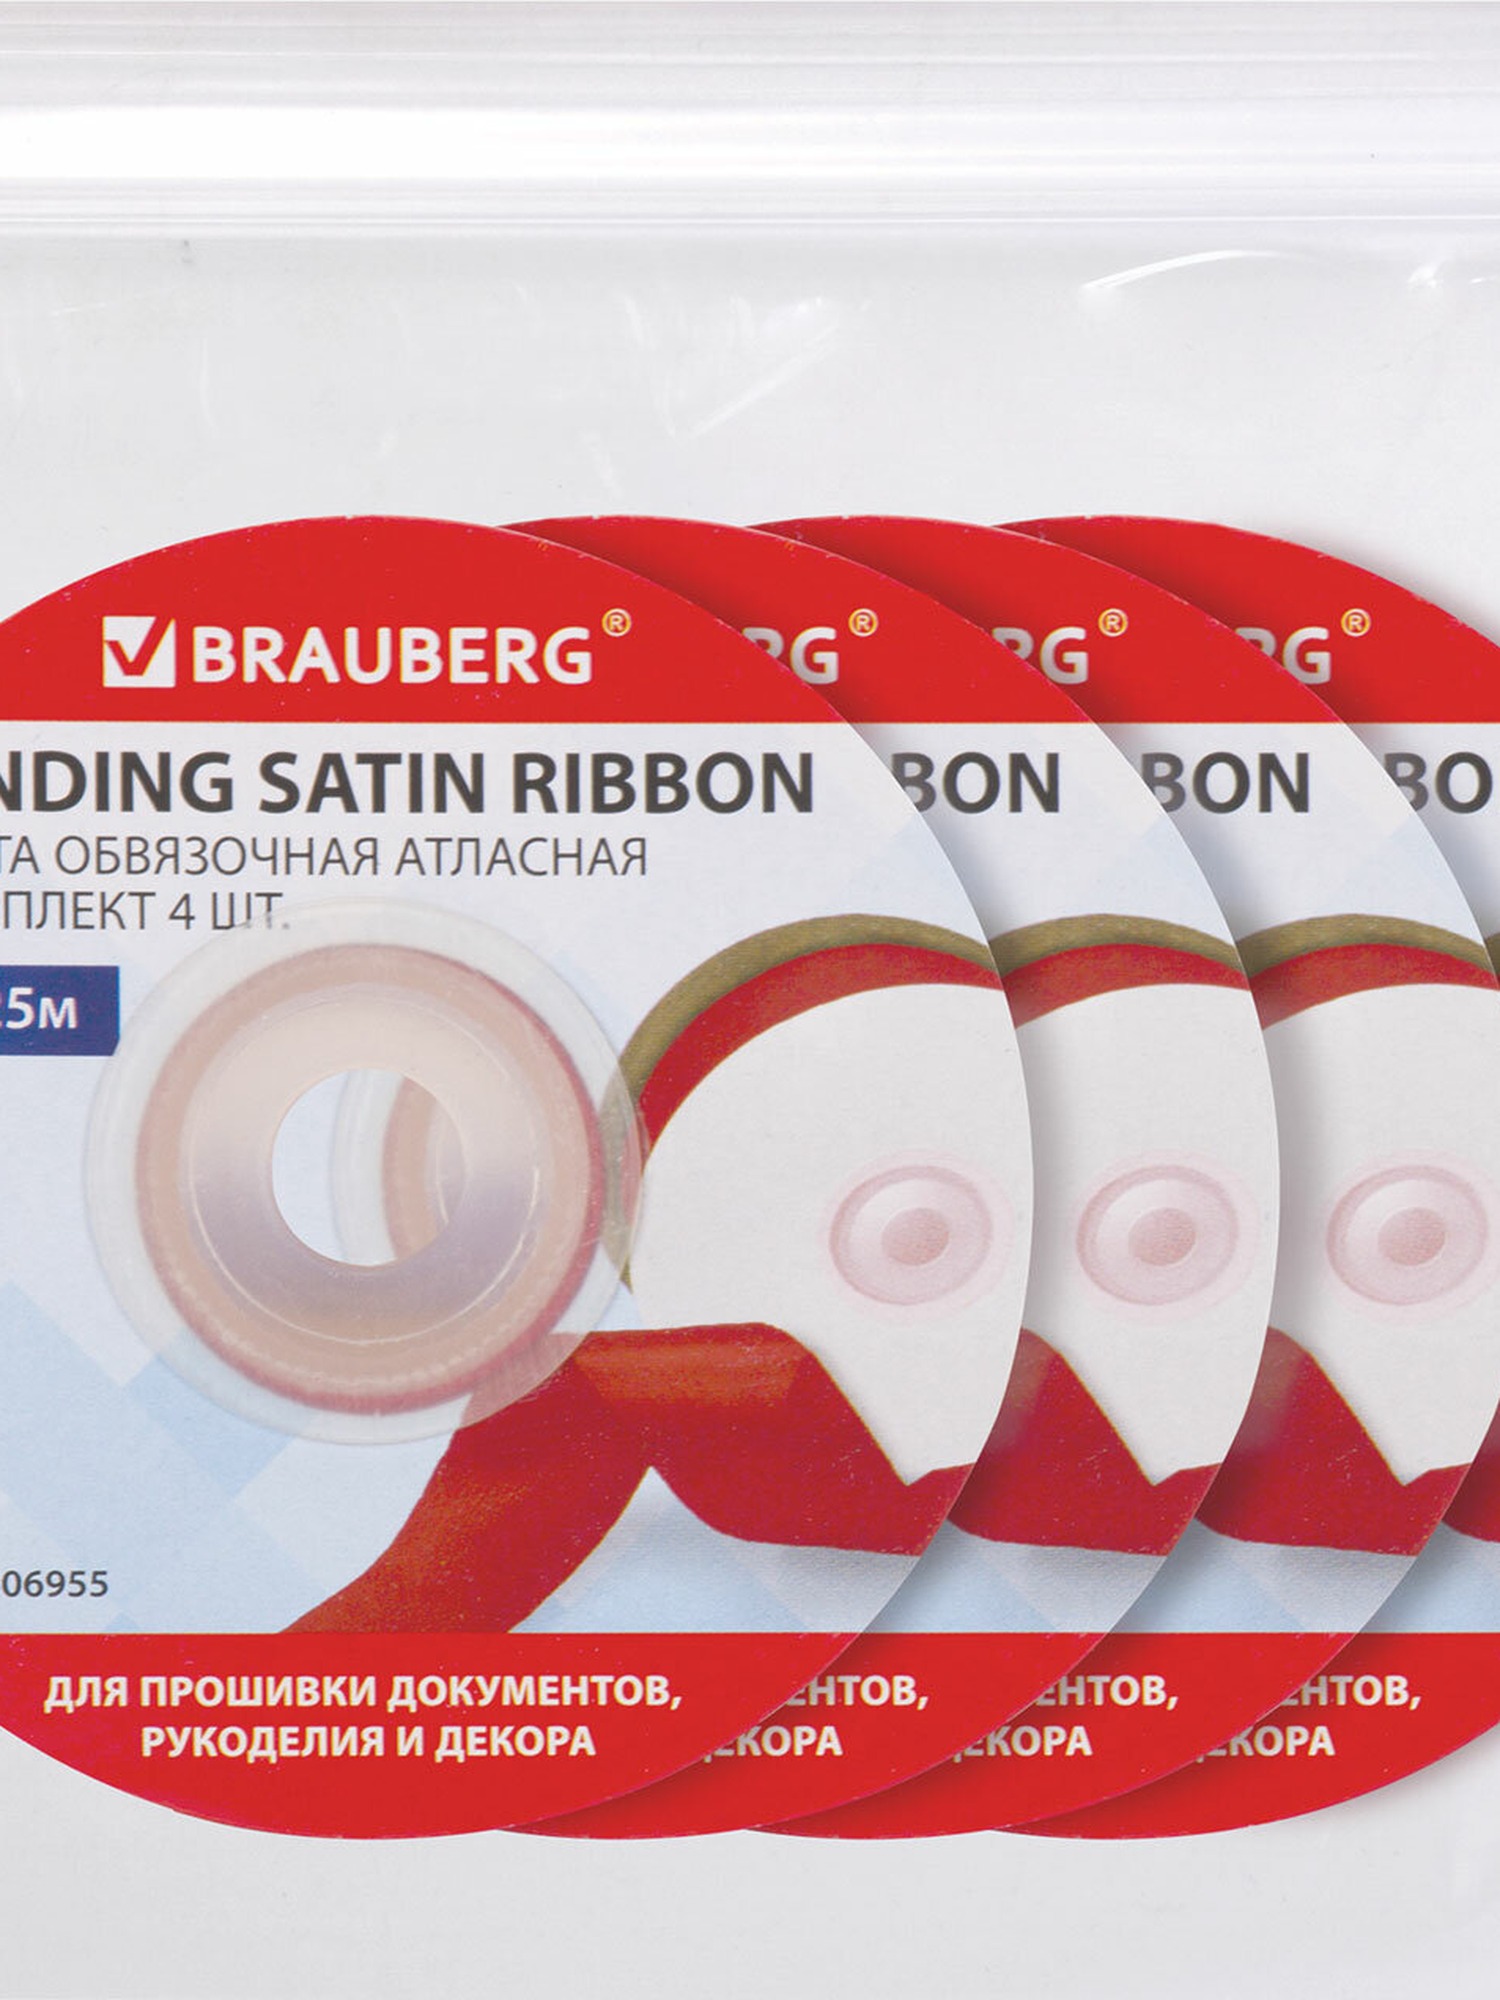 BRAUBERG® RG® RG® RG®
NDING SATIN RIBBON BON BON BO
ТА ОБВЯЗОЧНАЯ АТЛАСНАЯ
ПЛЕКТ 4 ШТ.
5м
06955
ДЛЯ ПРОШИВКИ ДОКУМЕНТОВ, ЕНТОВ, ЕНТОВ, ЕНТОВ,
РУКОДЕЛИЯ И ДЕКОРА ЕКОРА ЕКОРА ЕКОРА